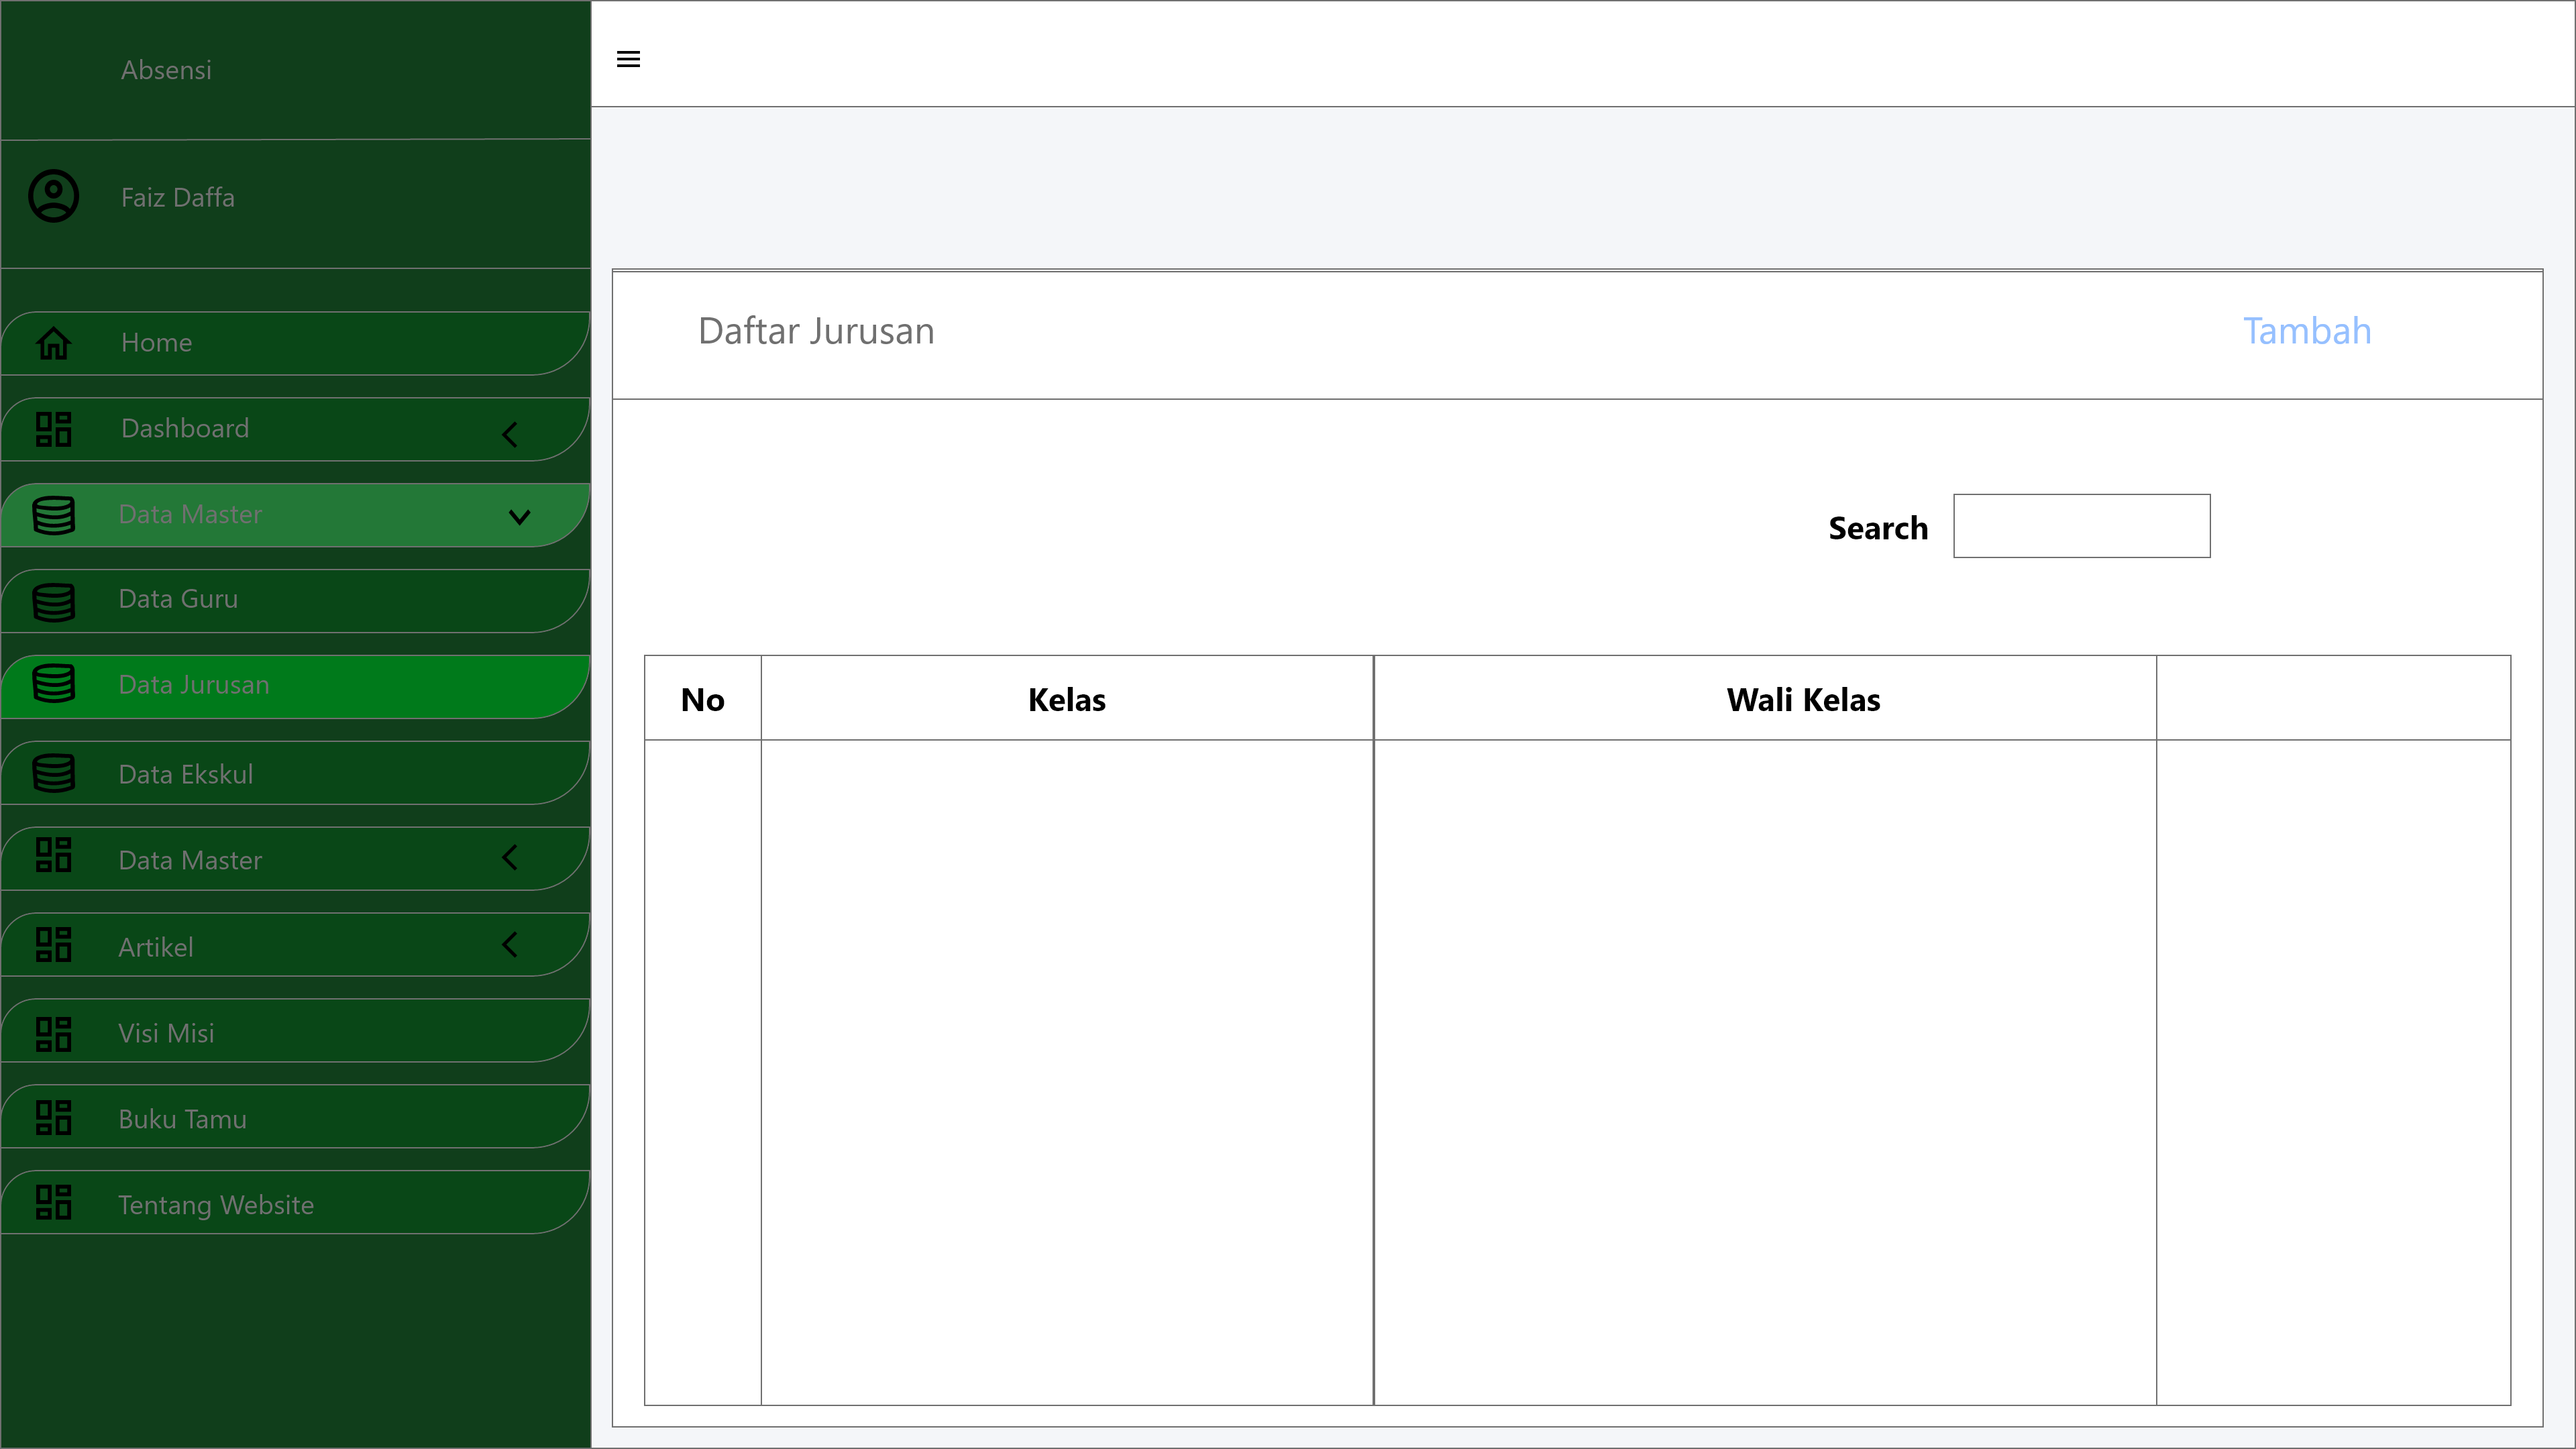 Absensi
Faiz Daffa
Home
Dashboard
Data Master
Data Guru
Data Jurusan
Data Ekskul
Data Master
Artikel
Visi Misi
Buku Tamu
Tentang Website
Daftar Jurusan
Tambah
Search
No
Kelas
Wali Kelas